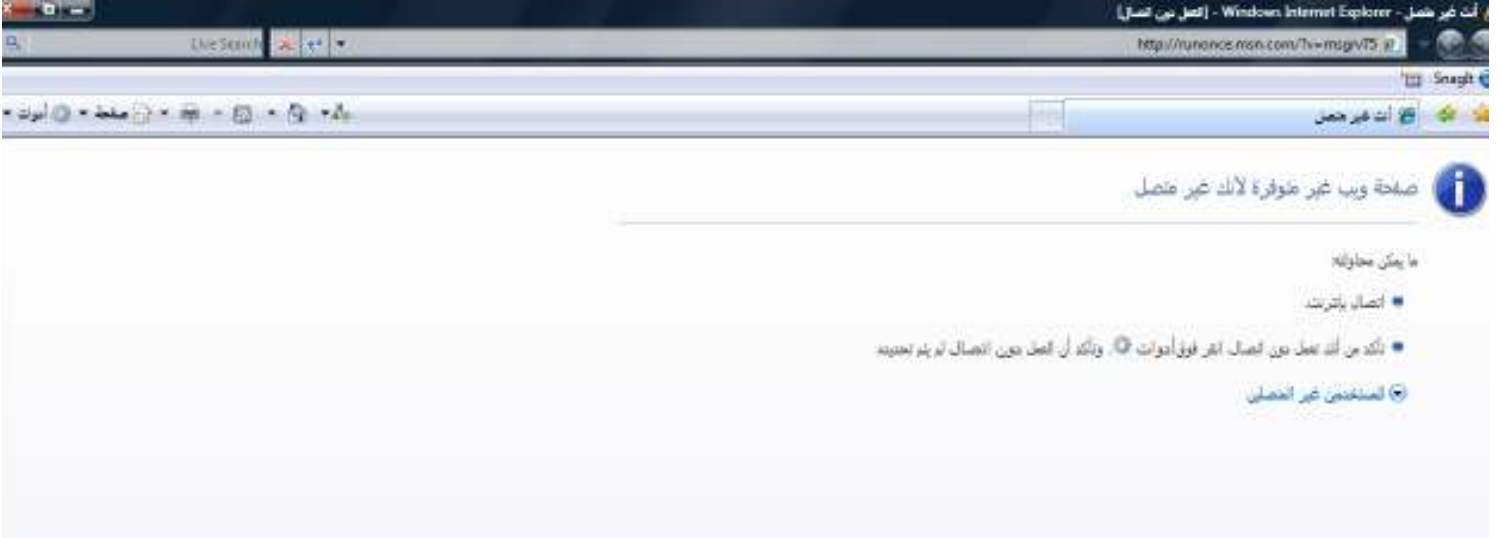 أنت غير متصل - Windows Internet Explorer - [العمل دون اتصال]
http://runonce.msn.com/?v=msgrv75
Live Search
SnagIt
أنت غير متصل
صفحة
أدوات
صفحة ويب غير متوفرة لأنك غير متصل
ما يمكن محاولته:
اتصال بإنترنت.
تأكد من أنك تعمل دون اتصال. انقر فوق أدوات، وتأكد أن العمل دون اتصال لم يتم تحديده.
المستخدمين غير المتصلين